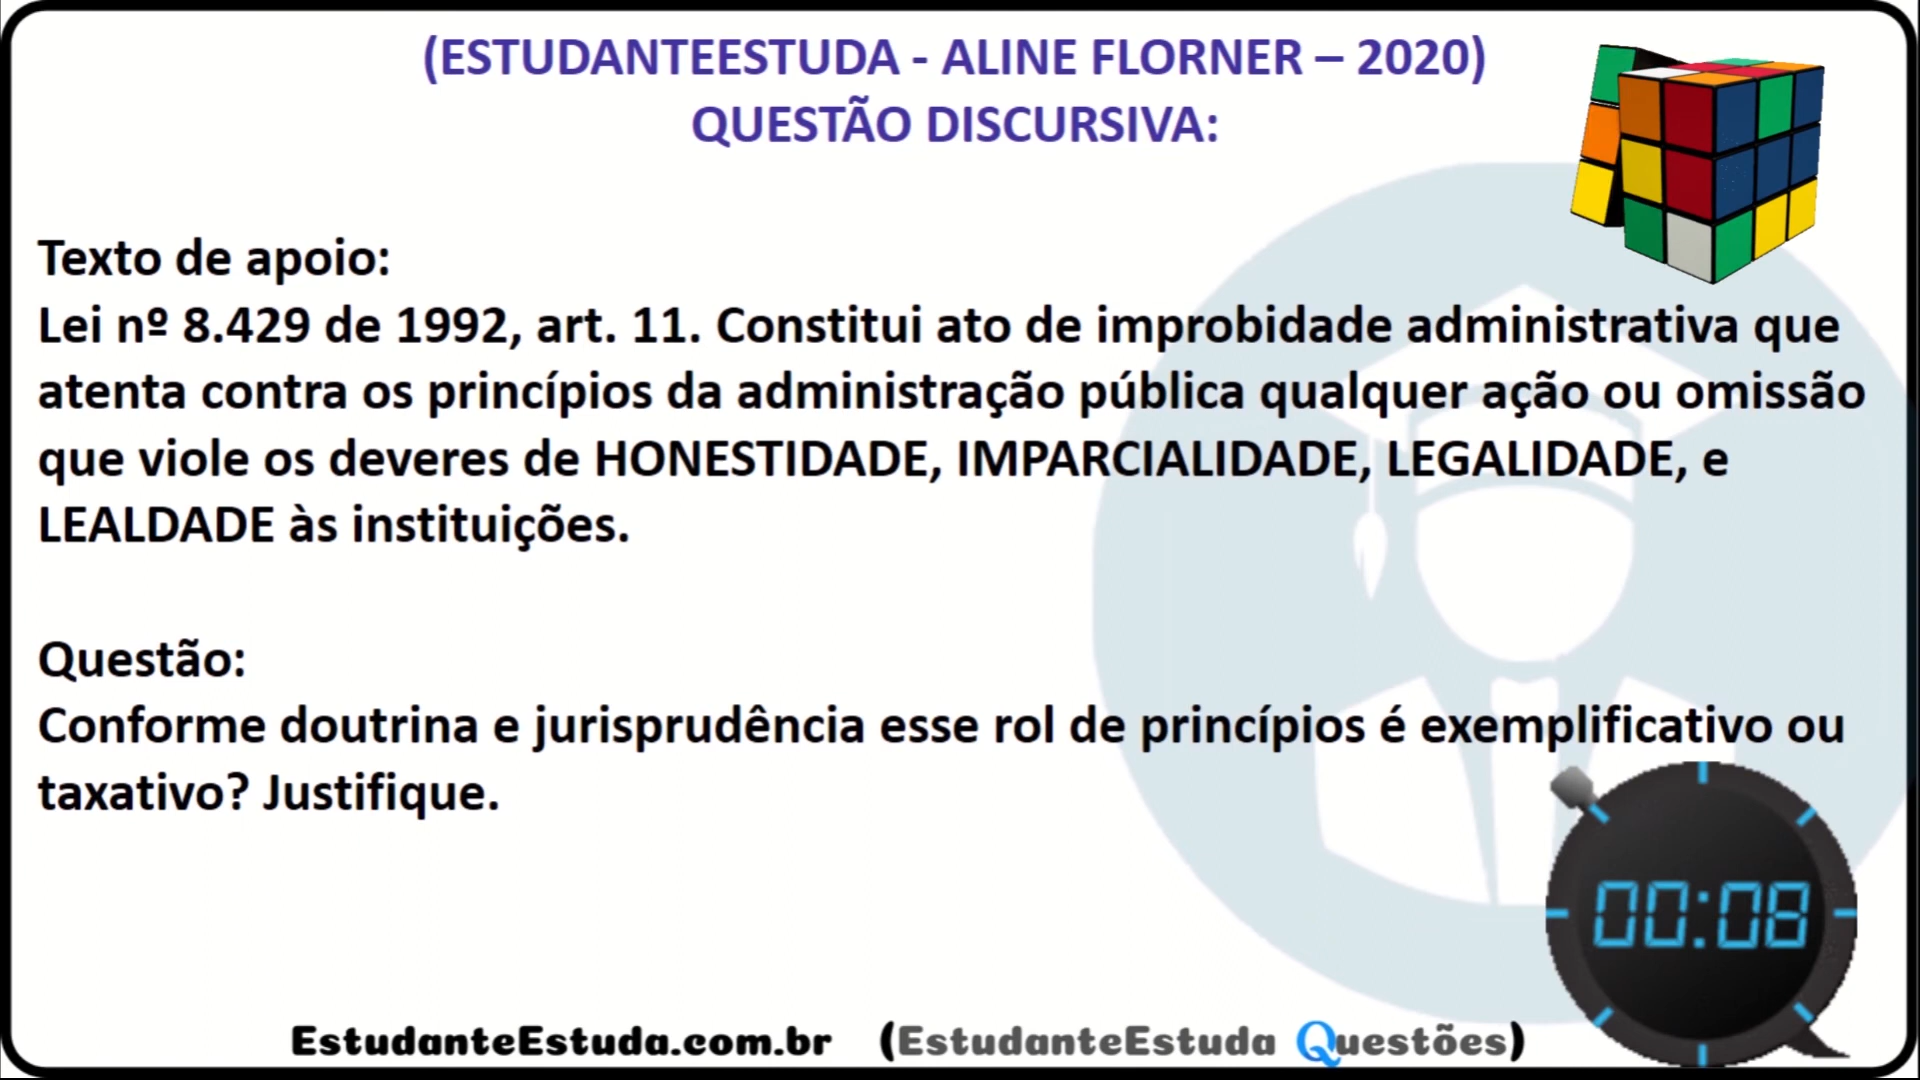 (ESTUDANTEESTUDA - ALINE FLORNER – 2020)
QUESTÃO DISCURSIVA:
Texto de apoio:
Lei nº 8.429 de 1992, art. 11. Constitui ato de improbidade administrativa que
atenta contra os princípios da administração pública qualquer ação ou omissão
que viole os deveres de HONESTIDADE, IMPARCIALIDADE, LEGALIDADE, e
LEALDADE às instituições.
Questão:
Conforme doutrina e jurisprudência esse rol de princípios é exemplificativo ou
taxativo? Justifique.
00:08
EstudanteEstuda.com.br (EstudanteEstuda Questões)